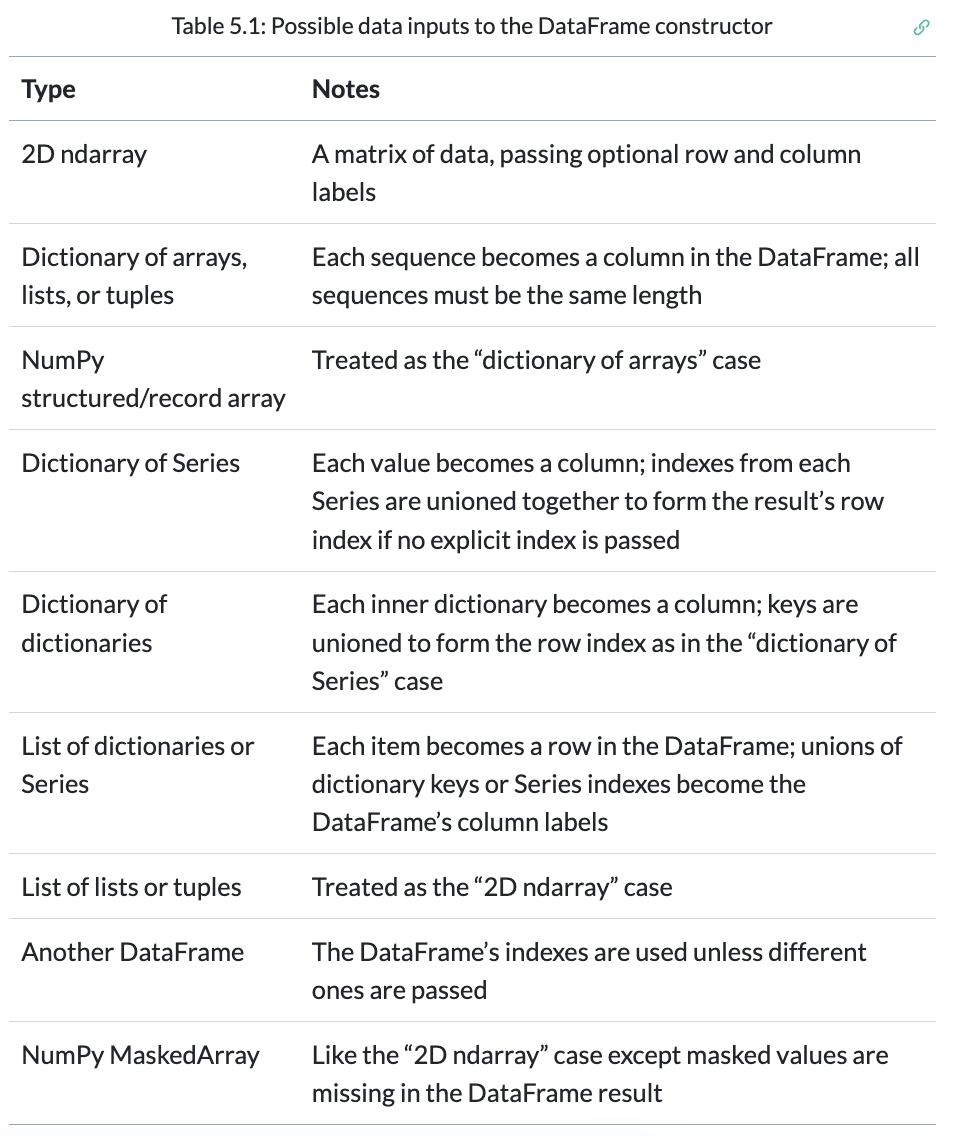 Table 5.1: Possible data inputs to the DataFrame constructor
Type Notes
2D ndarray A matrix of data, passing optional row and column
labels
Dictionary of arrays, Each sequence becomes a column in the DataFrame; all
lists, or tuples sequences must be the same length
NumPy Treated as the “dictionary of arrays” case
structured/record array
Dictionary of Series Each value becomes a column; indexes from each
Series are unioned together to form the result’s row
index if no explicit index is passed
Dictionary of Each inner dictionary becomes a column; keys are
dictionaries unioned to form the row index as in the “dictionary of
Series” case
List of dictionaries or Each item becomes a row in the DataFrame; unions of
Series dictionary keys or Series indexes become the
DataFrame’s column labels
List of lists or tuples Treated as the “2D ndarray” case
Another DataFrame The DataFrame’s indexes are used unless different
ones are passed
NumPy MaskedArray Like the “2D ndarray” case except masked values are
missing in the DataFrame result